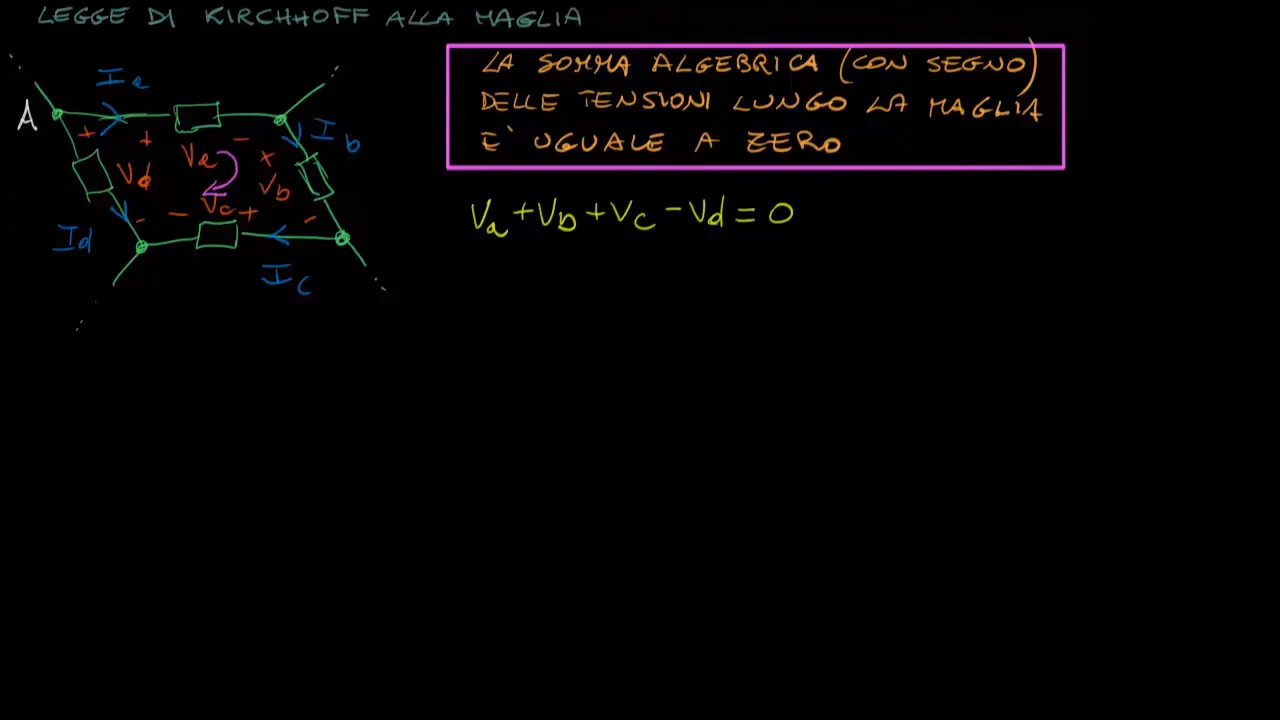 LEGGE DI KIRCHHOFF ALLA MAGLIA
LA SOMMA ALGEBRICA (CON SEGNO)
DELLE TENSIONI LUNGO LA MAGLIA
E' UGUALE A ZERO
Va + Vb + Vc - Vd = 0
Ia
A
Ib
+ + Va -
Vd + Vb
- - Vc + -
Id
Ic